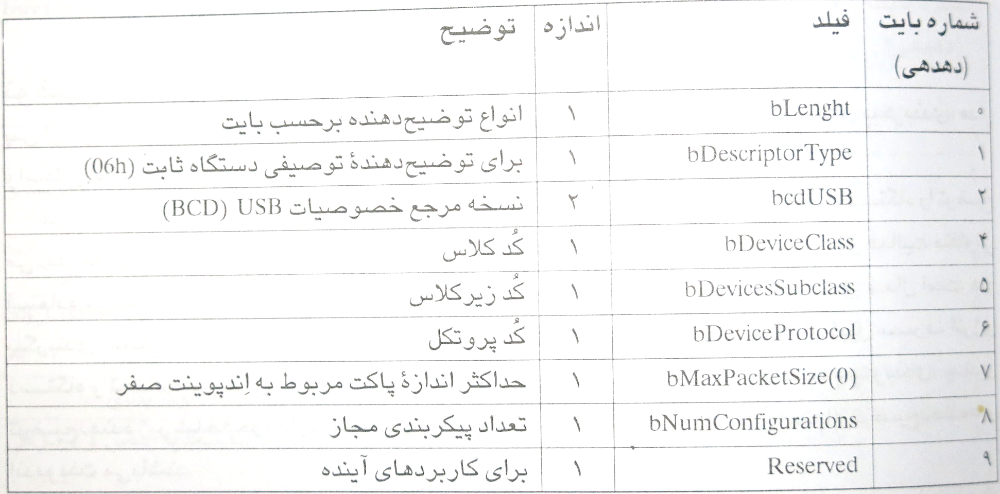 شماره بایت (دهدهی) فیلد اندازه توضیح
۰ bLenght ۱ انواع توضیح‌دهنده برحسب بایت
۱ bDescriptorType ۱ برای توضیح‌دهندهٔ توصیفی دستگاه ثابت (06h)
۲ bcdUSB ۲ نسخه مرجع خصوصیات USB (BCD)
۴ bDeviceClass ۱ کُد کلاس
۵ bDevicesSubclass ۱ کُد زیرکلاس
۶ bDeviceProtocol ۱ کُد پروتکل
۷ bMaxPacketSize(0) ۱ حداکثر اندازهٔ پاکت مربوط به اِندپوینت صفر
۸ bNumConfigurations ۱ تعداد پیکربندی مجاز
۹ Reserved ۱ برای کاربردهای آینده